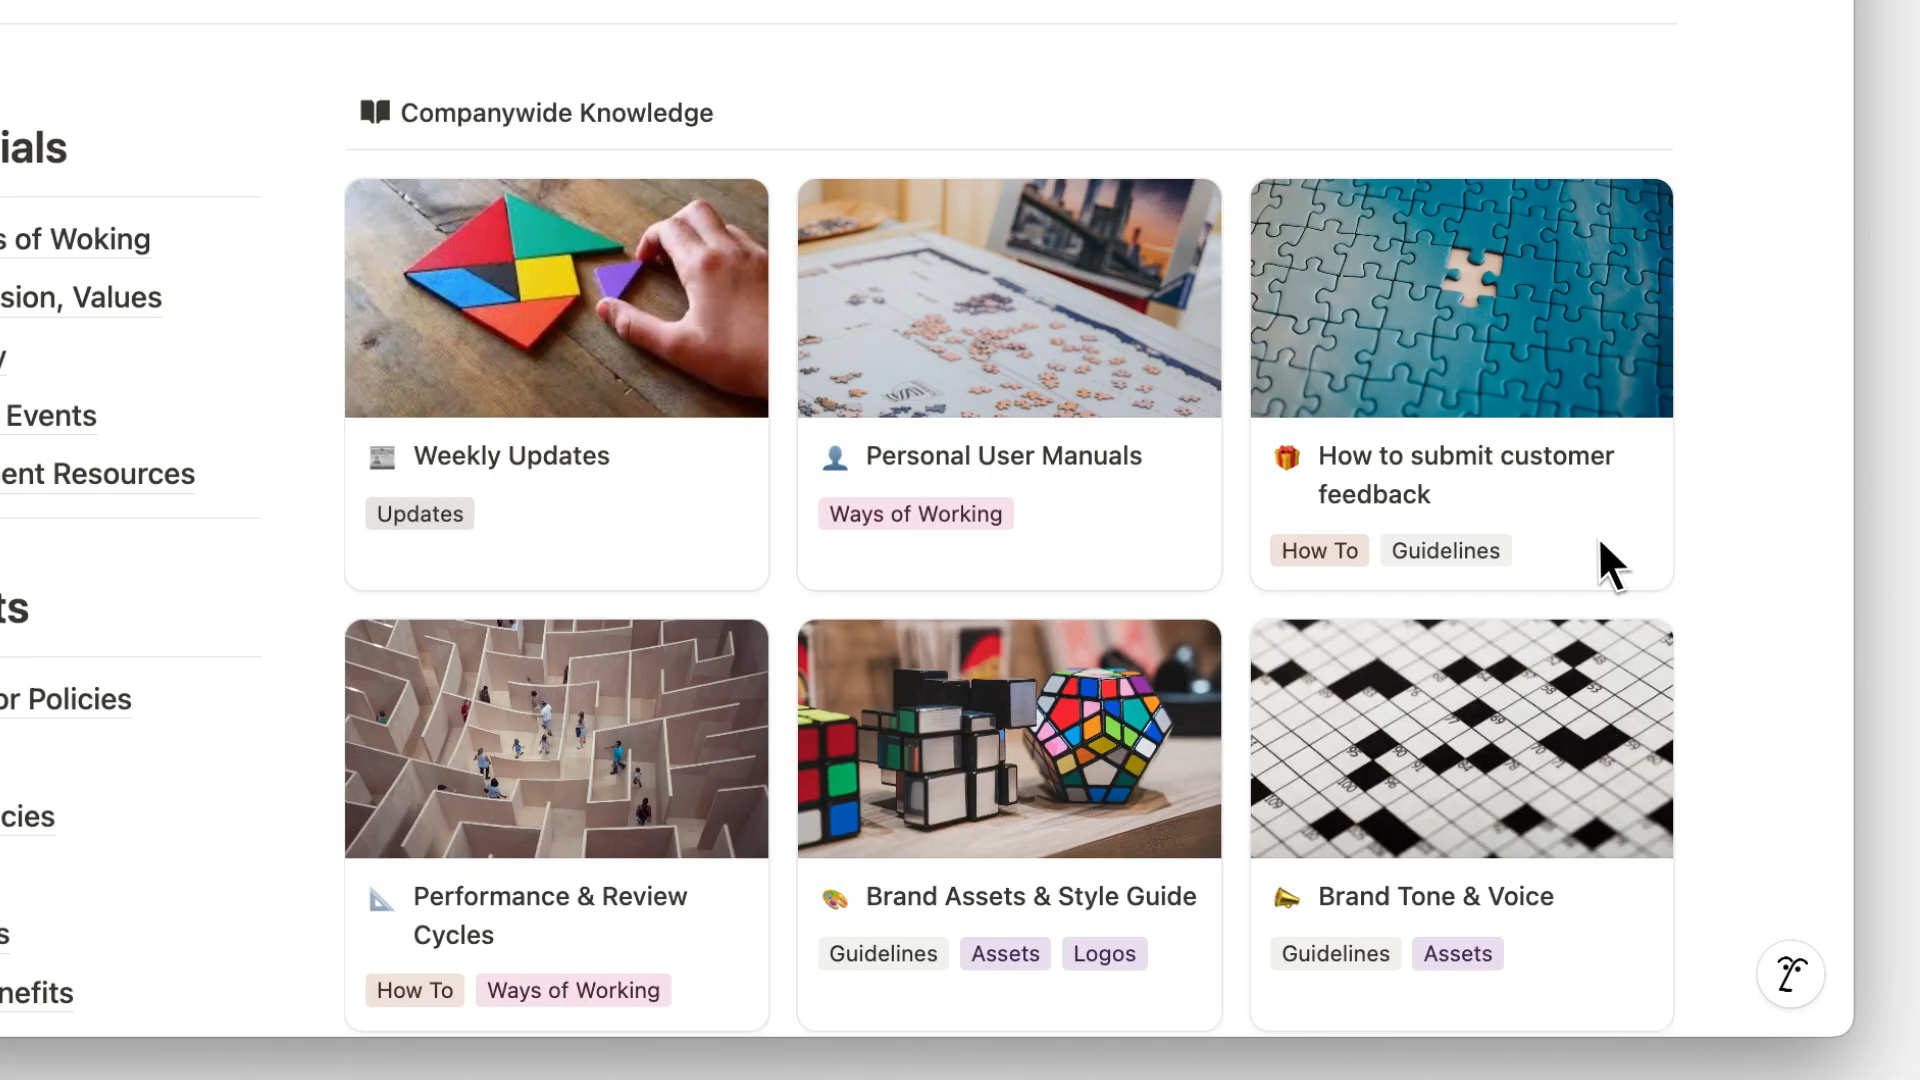 Companywide Knowledge
ials
s of Woking
sion, Values
y
Events
ent Resources
ts
or Policies
cies
s
nefits
Weekly Updates
Updates
Personal User Manuals
Ways of Working
How to submit customer
feedback
How To Guidelines
Performance & Review
Cycles
How To Ways of Working
Brand Assets & Style Guide
Guidelines Assets Logos
Brand Tone & Voice
Guidelines Assets